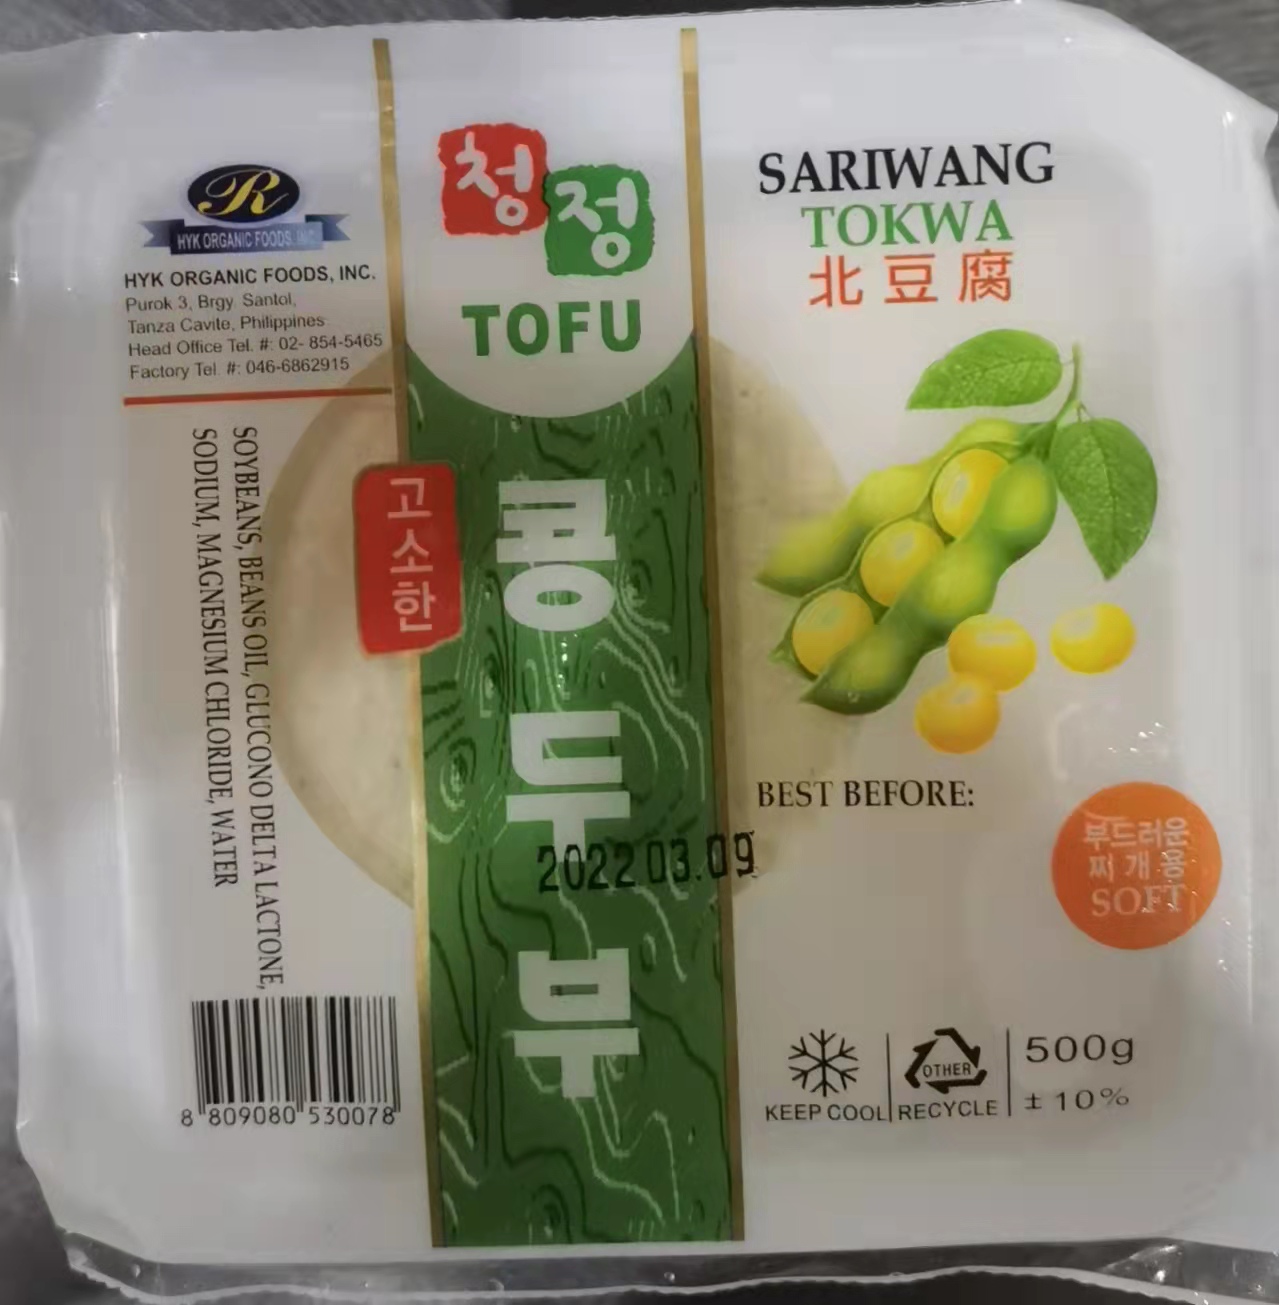 R
HYK ORGANIC FOODS, INC.
HYK ORGANIC FOODS, INC.
Purok 3, Brgy. Santol,
Tanza Cavite, Philippines
Head Office Tel. #: 02- 854-5465
Factory Tel. #: 046-6862915
SOYBEANS, BEANS OIL, GLUCONO DELTA LACTONE,
SODIUM, MAGNESIUM CHLORIDE, WATER
8 809080 530078
청정
TOFU
고소한
콩두부
SARIWANG
TOKWA
北豆腐
BEST BEFORE:
2022 03.09
부드러운
찌개용
SOFT
KEEP COOL
OTHER
RECYCLE
500g
± 10%